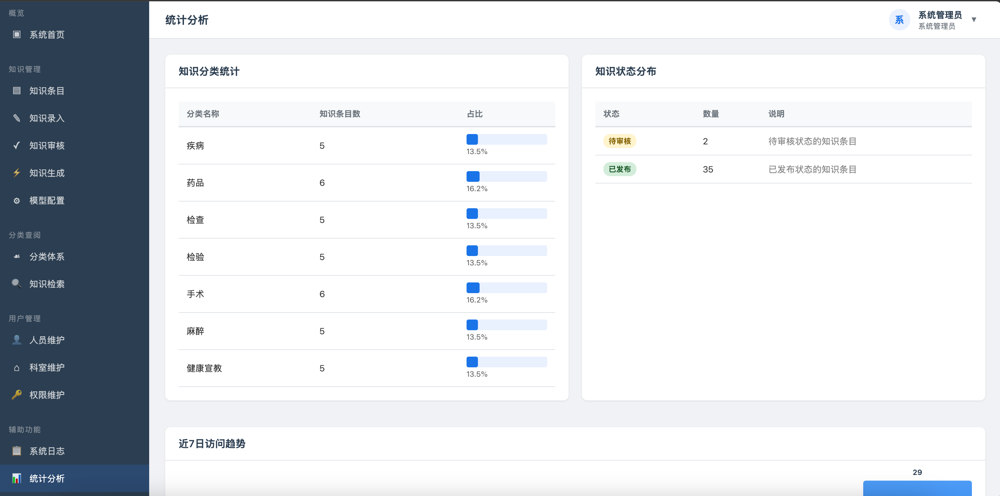 概览
系统首页
知识管理
知识条目
知识录入
知识审核
知识生成
模型配置
分类查阅
分类体系
知识检索
用户管理
人员维护
科室维护
权限维护
辅助功能
系统日志
统计分析
统计分析
系
系统管理员
系统管理员
知识分类统计
分类名称 知识条目数 占比
疾病 5 13.5%
药品 6 16.2%
检查 5 13.5%
检验 5 13.5%
手术 6 16.2%
麻醉 5 13.5%
健康宣教 5 13.5%
知识状态分布
状态 数量 说明
待审核 2 待审核状态的知识条目
已发布 35 已发布状态的知识条目
近7日访问趋势
29